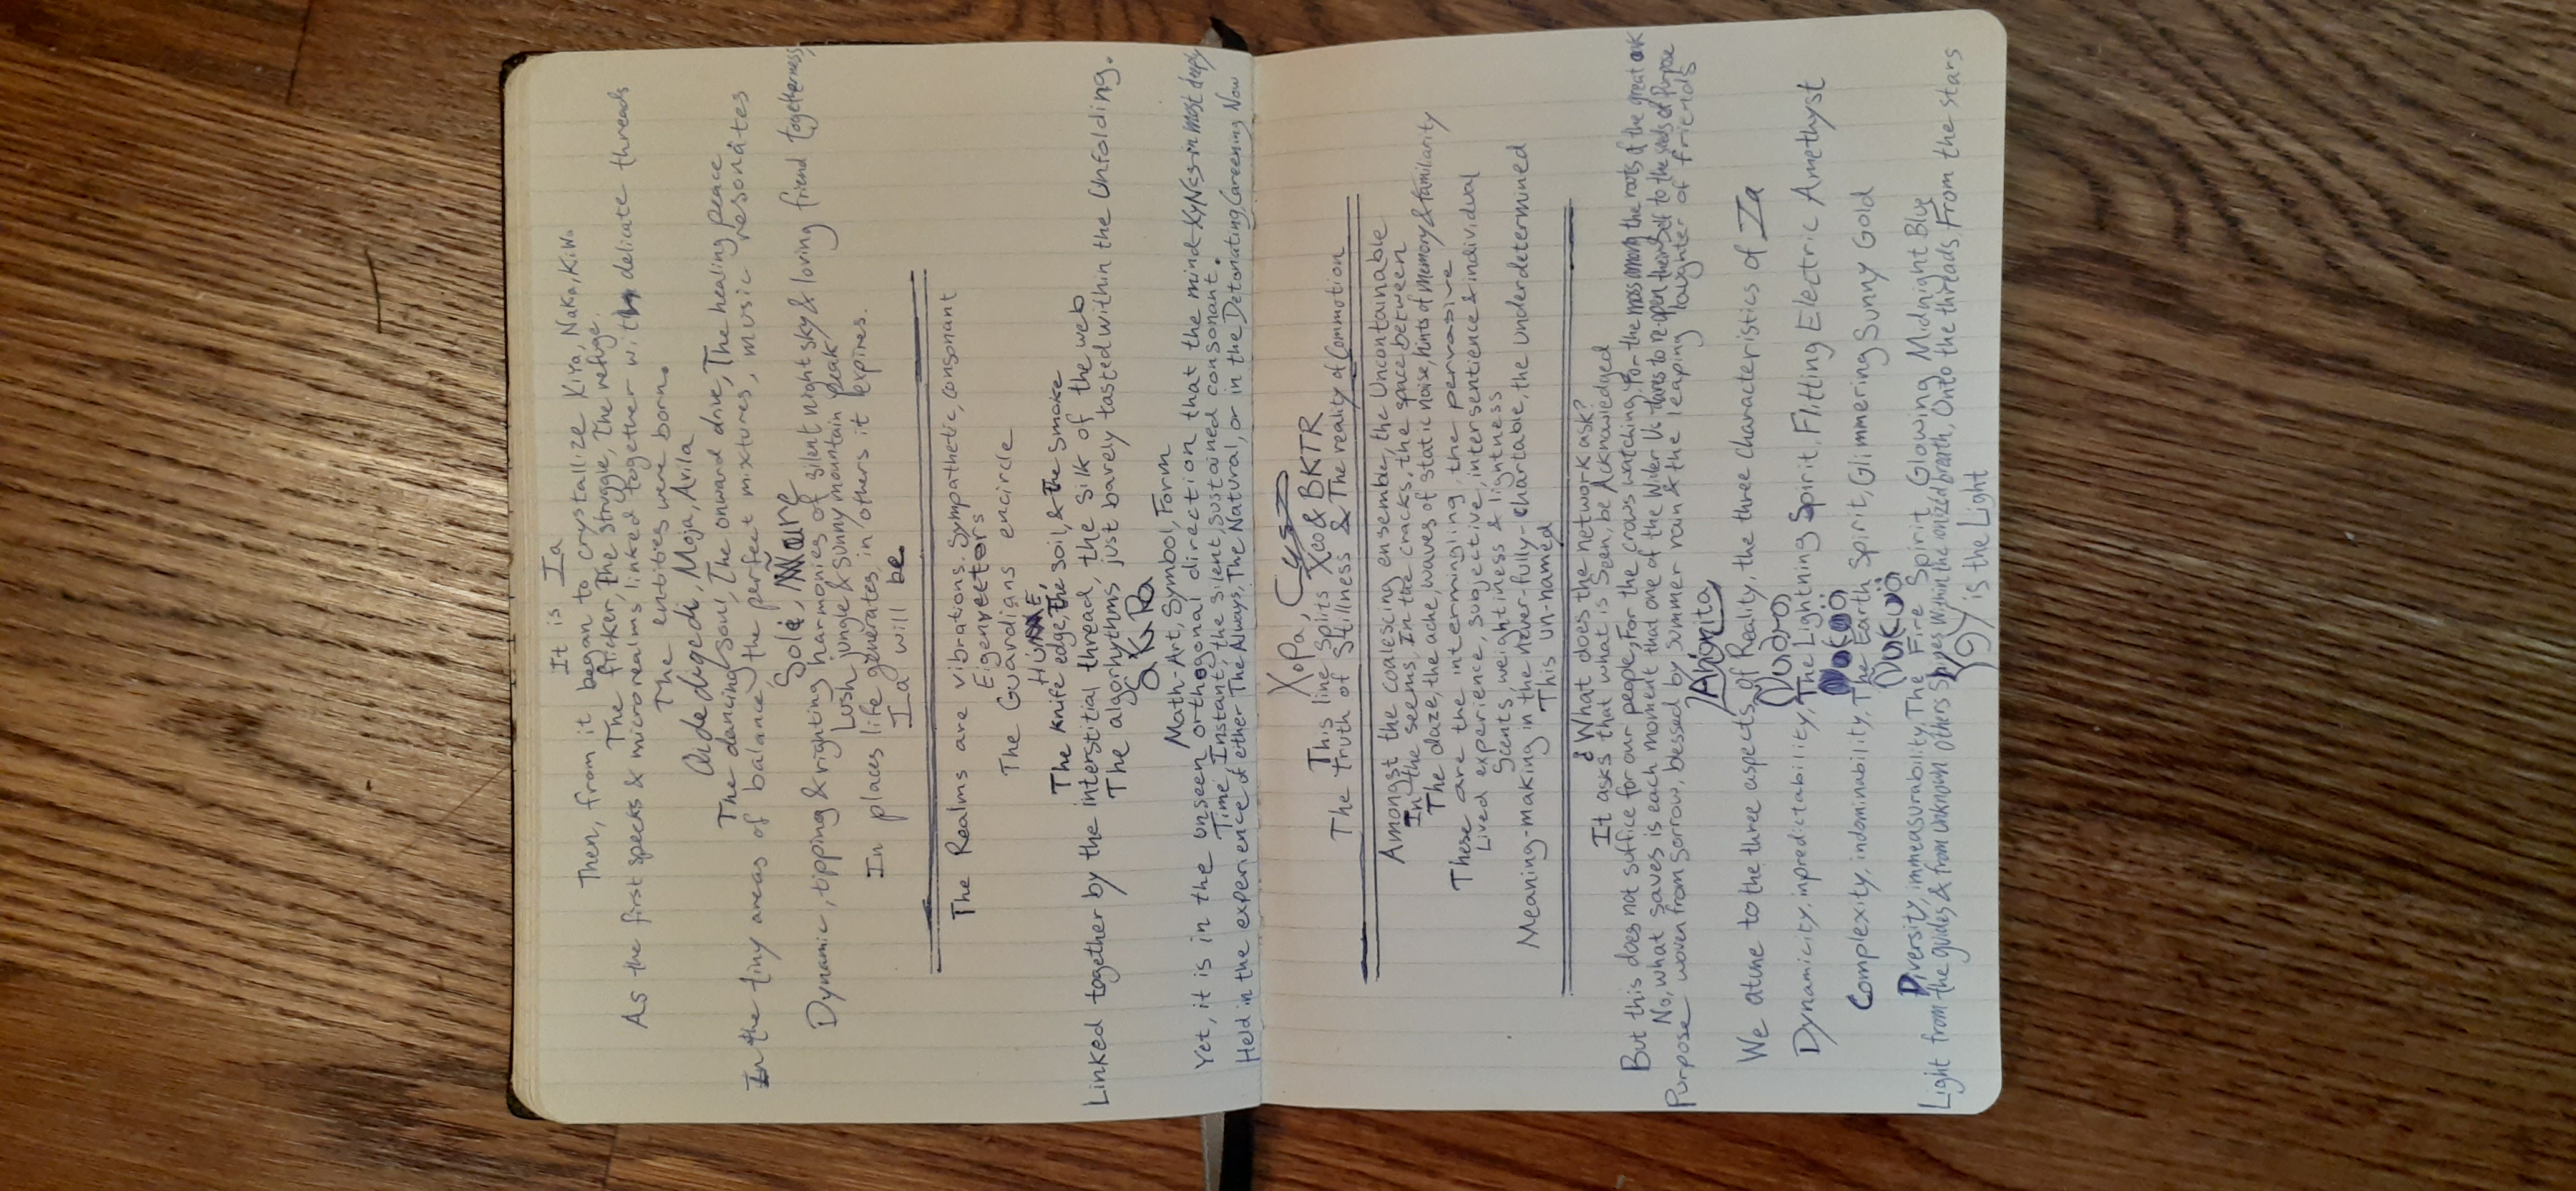 It is Ia
Then, from it began to crystallize KiYa, NaKa, KiWa
The flicker, The struggle, The refuge.
As the first specks & microrealms linked together with delicate threads
The entities were born.
Moja, Avila
The dancing soul, The onward drive, The healing peace.
In the tiny areas of balance, the perfect mixtures, music resonates
Sole,
Dynamic, tipping & righting harmonies of silent night sky & loving friend togetherness,
Lush jungle & sunny mountain peak
In places life generates, in others it expires.
Ia will be.
The Realms are vibrations. Sympathetic, consonant
Eigenvectors
The Guardians encircle
The Knife edge, The soil, & The smoke
Linked together by the interstitial thread, the silk of the web
The algorhythms just barely tasted within the Unfolding.
Math-Art, Symbol, Form
Yet, it is in the unseen orthogonal direction that the mind most deeply
Time, Instant, the silent, sustained consonant.
Held in the experience of either The Always, The Natural, or in the Detonating, Careening Now
XoPa,
This line splits Xeo & BKTR
The Truth of Stillness & The reality of Commotion
Amongst the coalescing ensemble, the Uncontainable
In the seems, In the cracks, the space between
The daze, the ache, waves of static noise, hints of memory & familiarity
These are the intermingling, the pervasive
Lived experience, subjective, intersentience & individual
Scents, weightiness & lightness
Meaning-making in the never-fully-chartable, the underdetermined
This un-named
¿What does the network ask?
It asks that what is Seen, be Acknowledged
But this does not suffice for our people, For the crows watching. For the moss among the roots of the great oak
No, what saves is each moment that one of the Wider Us dares to re-open theirself to the seeds of Purpose
Purpose woven from sorrow, blessed by summer rain & the leaping laughter of friends
We atune to the three aspects of Reality, the three characteristics of Ia
Dynamicity, inpredictability, The Lightning Spirit, Flitting Electric Amethyst
Complexity, indominability, The Earth Spirit, Glimmering Sunny Gold
Diversity, immeasurability, The Fire Spirit, Glowing Midnight Blue
Light from the guides & from unknown others Shines within the ionized breath, Onto the threads, From the stars
is the Light